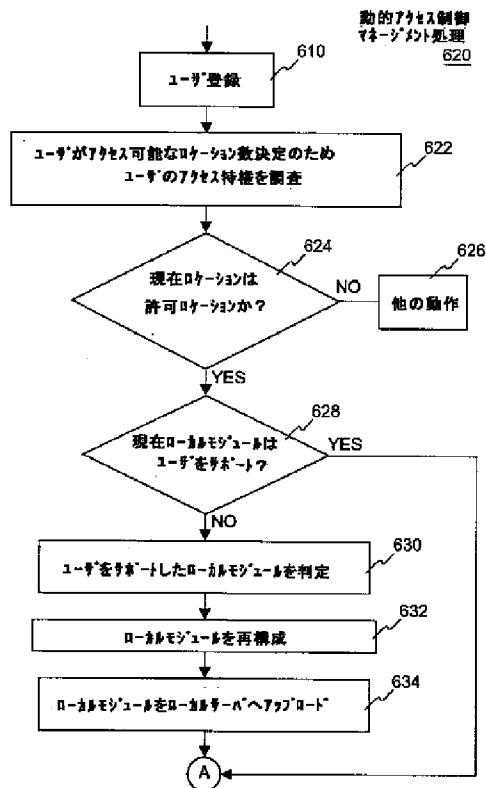 動的アクセス制御
マネージメント処理
620
610
ユーザ登録
622
ユーザがアクセス可能なロケーション数決定のため
ユーザのアクセス特権を調査
624
現在ロケーションは
許可ロケーションか?
NO
626
他の動作
YES
628
現在ローカルモジュールは
ユーザをサポート?
YES
NO
630
ユーザをサポートしたローカルモジュールを判定
632
ローカルモジュールを再構成
634
ローカルモジュールをローカルサーバへアップロード
A